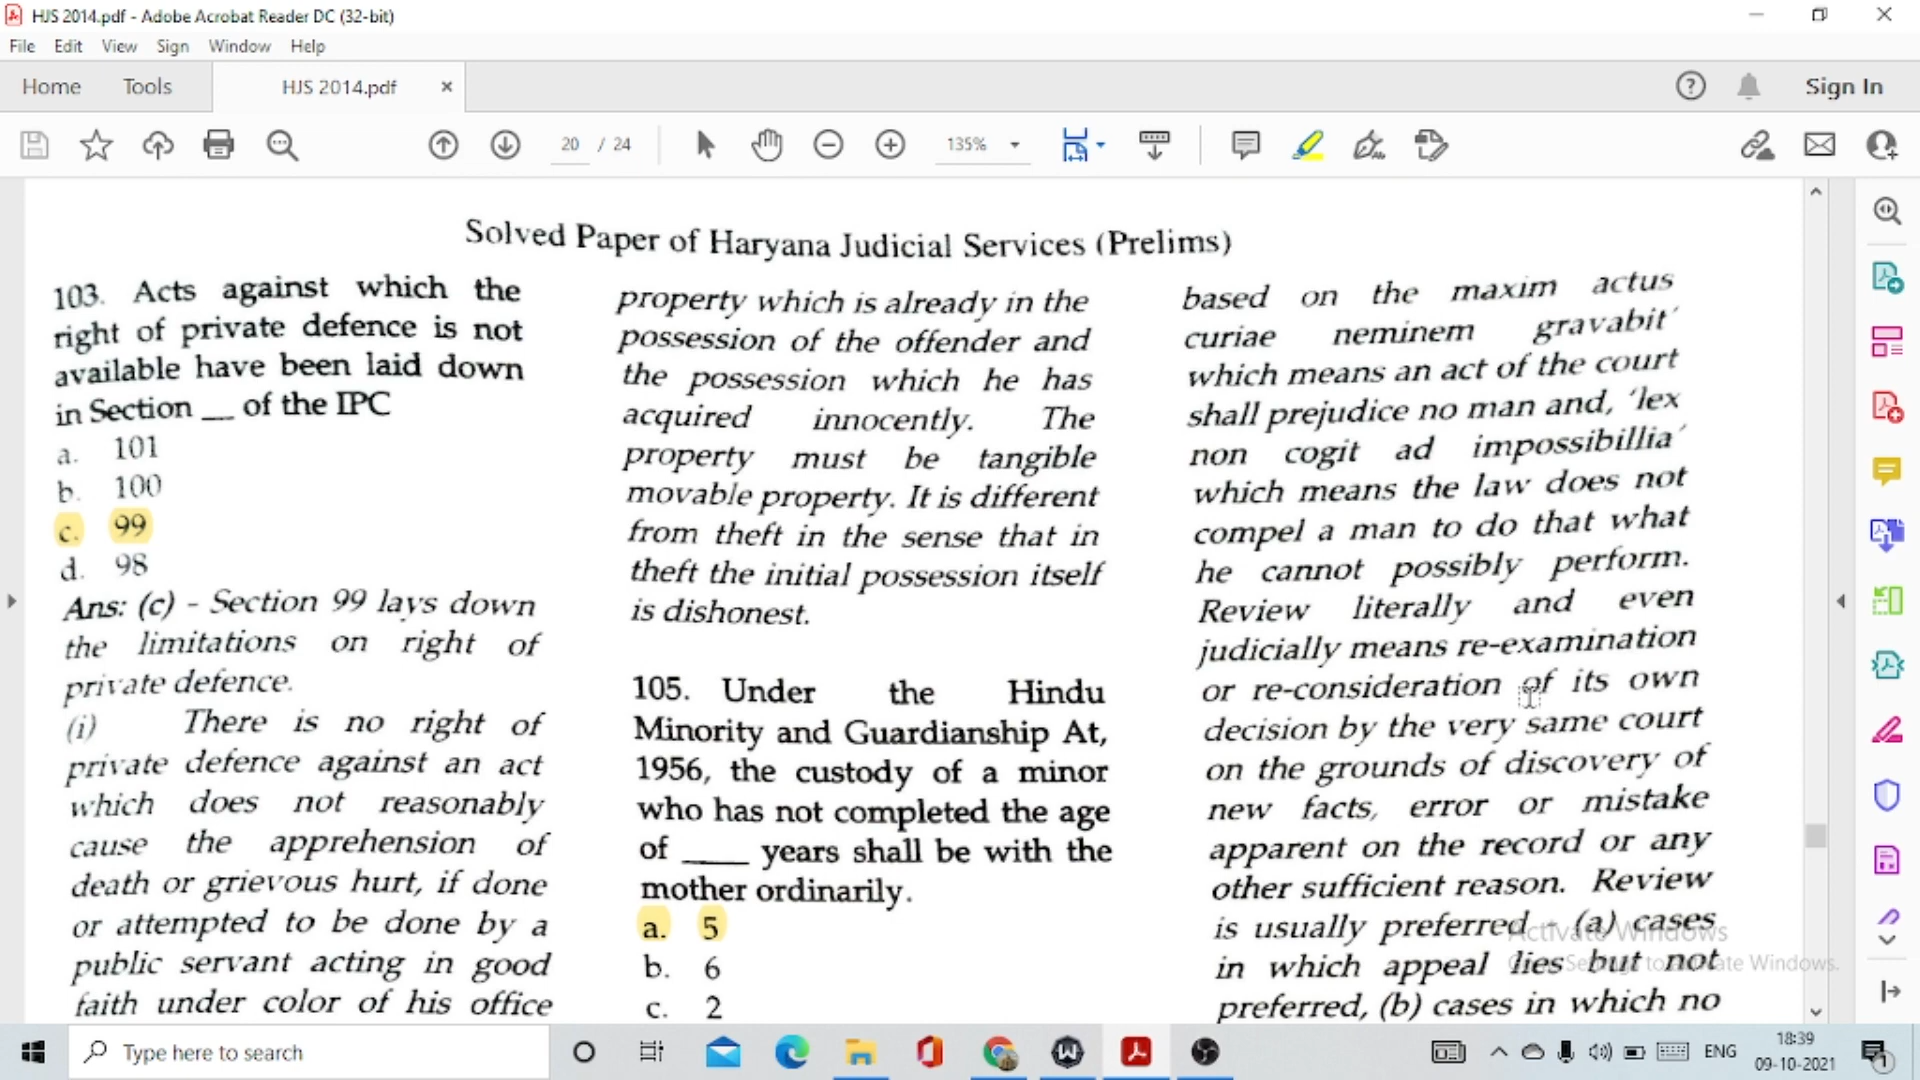 HJS 2014.pdf - Adobe Acrobat Reader DC (32-bit)
File Edit View Sign Window Help
Home Tools HJS 2014.pdf × Sign In
20 / 24 135%
Solved Paper of Haryana Judicial Services (Prelims)
103. Acts against which the
right of private defence is not
available have been laid down
in Section __ of the IPC
a. 101
b. 100
c. 99
d. 98
Ans: (c) - Section 99 lays down
the limitations on right of
private defence.
(i) There is no right of
private defence against an act
which does not reasonably
cause the apprehension of
death or grievous hurt, if done
or attempted to be done by a
public servant acting in good
faith under color of his office
property which is already in the
possession of the offender and
the possession which he has
acquired innocently. The
property must be tangible
movable property. It is different
from theft in the sense that in
theft the initial possession itself
is dishonest.
105. Under the Hindu
Minority and Guardianship At,
1956, the custody of a minor
who has not completed the age
of ____ years shall be with the
mother ordinarily.
a. 5
b. 6
c. 2
based on the maxim actus
curiae neminem gravabit'
which means an act of the court
shall prejudice no man and, 'lex
non cogit ad impossibillia'
which means the law does not
compel a man to do that what
he cannot possibly perform.
Review literally and even
judicially means re-examination
or re-consideration of its own
decision by the very same court
on the grounds of discovery of
new facts, error or mistake
apparent on the record or any
other sufficient reason. Review
is usually preferred - (a) cases
in which appeal lies but not
preferred, (b) cases in which no
Activate Windows
Go to Settings to activate Windows.
Type here to search
ENG
18:39
09-10-2021
1